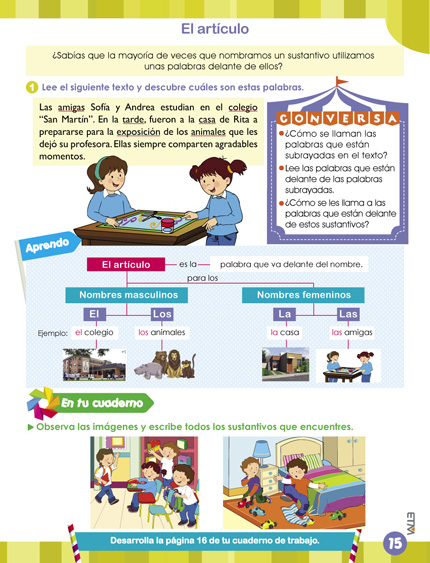 El artículo
¿Sabías que la mayoría de veces que nombramos un sustantivo utilizamos
unas palabras delante de ellos?
1 Lee el siguiente texto y descubre cuáles son estas palabras.
Las amigas Sofía y Andrea estudian en el colegio
“San Martín”. En la tarde, fueron a la casa de Rita a
prepararse para la exposición de los animales que les
dejó su profesora. Ellas siempre comparten agradables
momentos.
CONVERSA
¿Cómo se llaman las
palabras que están
subrayadas en el texto?
Lee las palabras que están
delante de las palabras
subrayadas.
¿Cómo se les llama a las
palabras que están delante
de estos sustantivos?
Aprendo
El artículo es la palabra que va delante del nombre.
para los
Nombres masculinos Nombres femeninos
El Los La Las
Ejemplo: el colegio los animales la casa las amigas
En tu cuaderno
Observa las imágenes y escribe todos los sustantivos que encuentres.
Desarrolla la página 16 de tu cuaderno de trabajo.
15